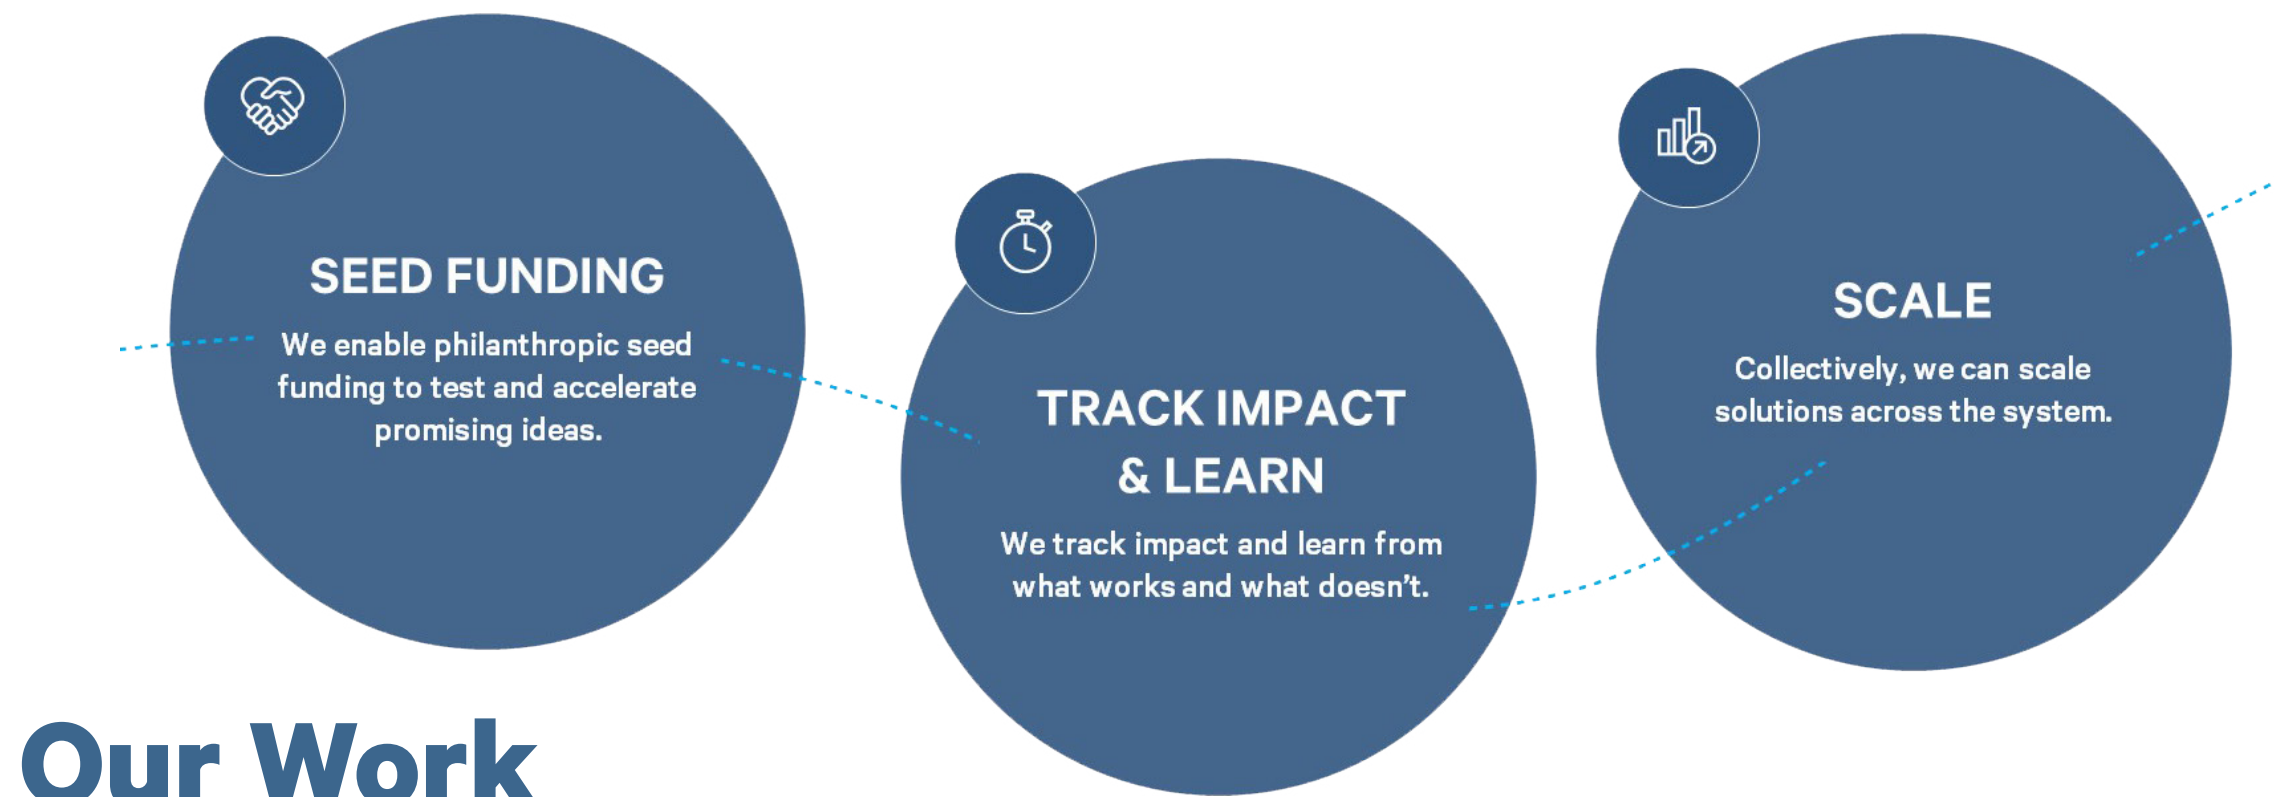 SEED FUNDING
We enable philanthropic seed
funding to test and accelerate
promising ideas.
TRACK IMPACT
& LEARN
We track impact and learn from
what works and what doesn’t.
SCALE
Collectively, we can scale
solutions across the system.
Our Work